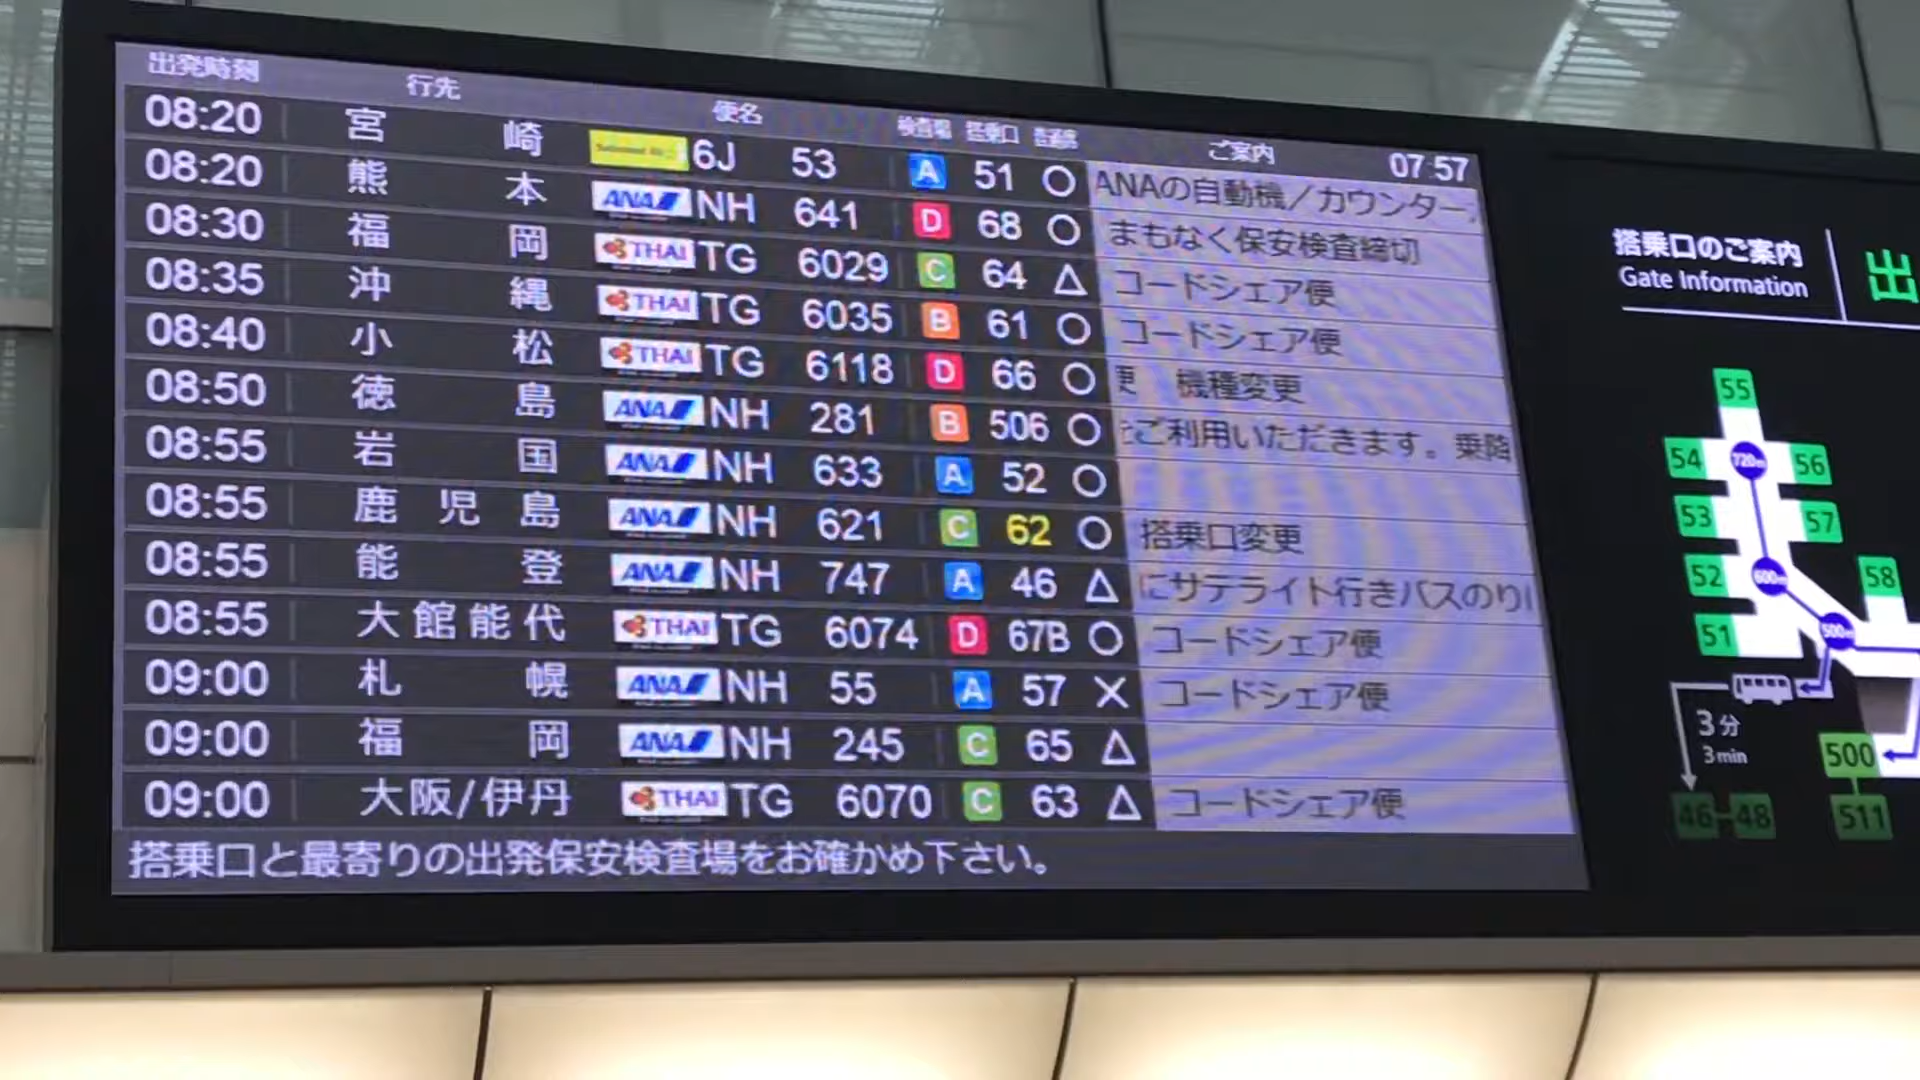 出発時刻 行先 便名 検査場 搭乗口 ご案内 07:57
08:20 宮崎 6J 53 A 51 ○ ANAの自動機/カウンター
08:20 熊本 ANA NH 641 D 68 ○ まもなく保安検査締切
08:30 福岡 THAI TG 6029 C 64 △ コードシェア便
08:35 沖縄 THAI TG 6035 B 61 ○ コードシェア便
08:40 小松 THAI TG 6118 D 66 ○ 更 機種変更
08:50 徳島 ANA NH 281 B 506 ○ をご利用いただきます。乗降
08:55 岩国 ANA NH 633 A 52 ○
08:55 鹿児島 ANA NH 621 C 62 ○ 搭乗口変更
08:55 能登 ANA NH 747 A 46 △ にサテライト行きバスのり
08:55 大館能代 THAI TG 6074 D 67B ○ コードシェア便
09:00 札幌 ANA NH 55 A 57 × コードシェア便
09:00 福岡 ANA NH 245 C 65 △
09:00 大阪/伊丹 THAI TG 6070 C 63 △ コードシェア便
搭乗口と最寄りの出発保安検査場をお確かめ下さい。
搭乗口のご案内
Gate Information
出
55
54 720m 56
53 57
52 600m 58
51 500m
3分
3min
500
46 48 511